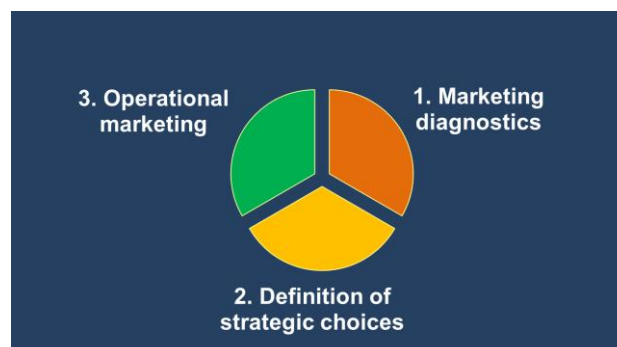 1. Marketing
diagnostics
2. Definition of
strategic choices
3. Operational
marketing